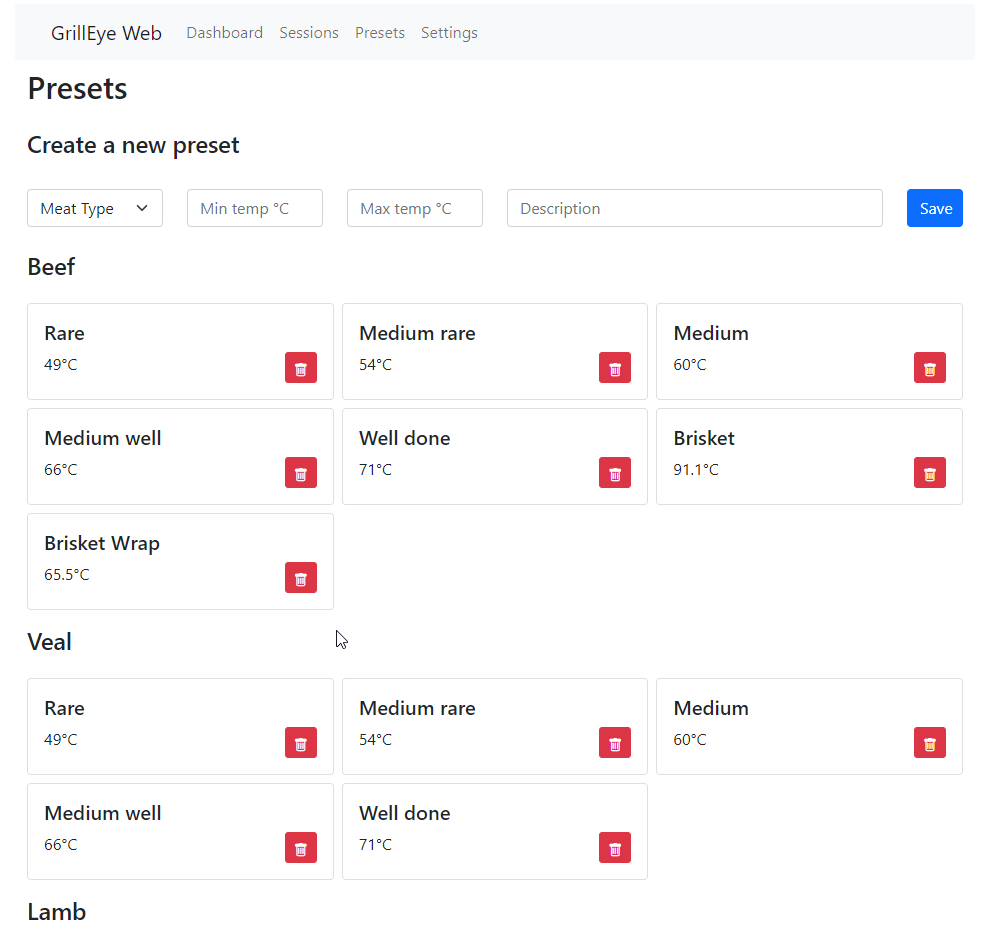 GrillEye Web Dashboard Sessions Presets Settings
Presets
Create a new preset
Meat Type Min temp °C Max temp °C Description Save
Beef
Rare Medium rare Medium
49°C 54°C 60°C
Medium well Well done Brisket
66°C 71°C 91.1°C
Brisket Wrap
65.5°C
Veal
Rare Medium rare Medium
49°C 54°C 60°C
Medium well Well done
66°C 71°C
Lamb